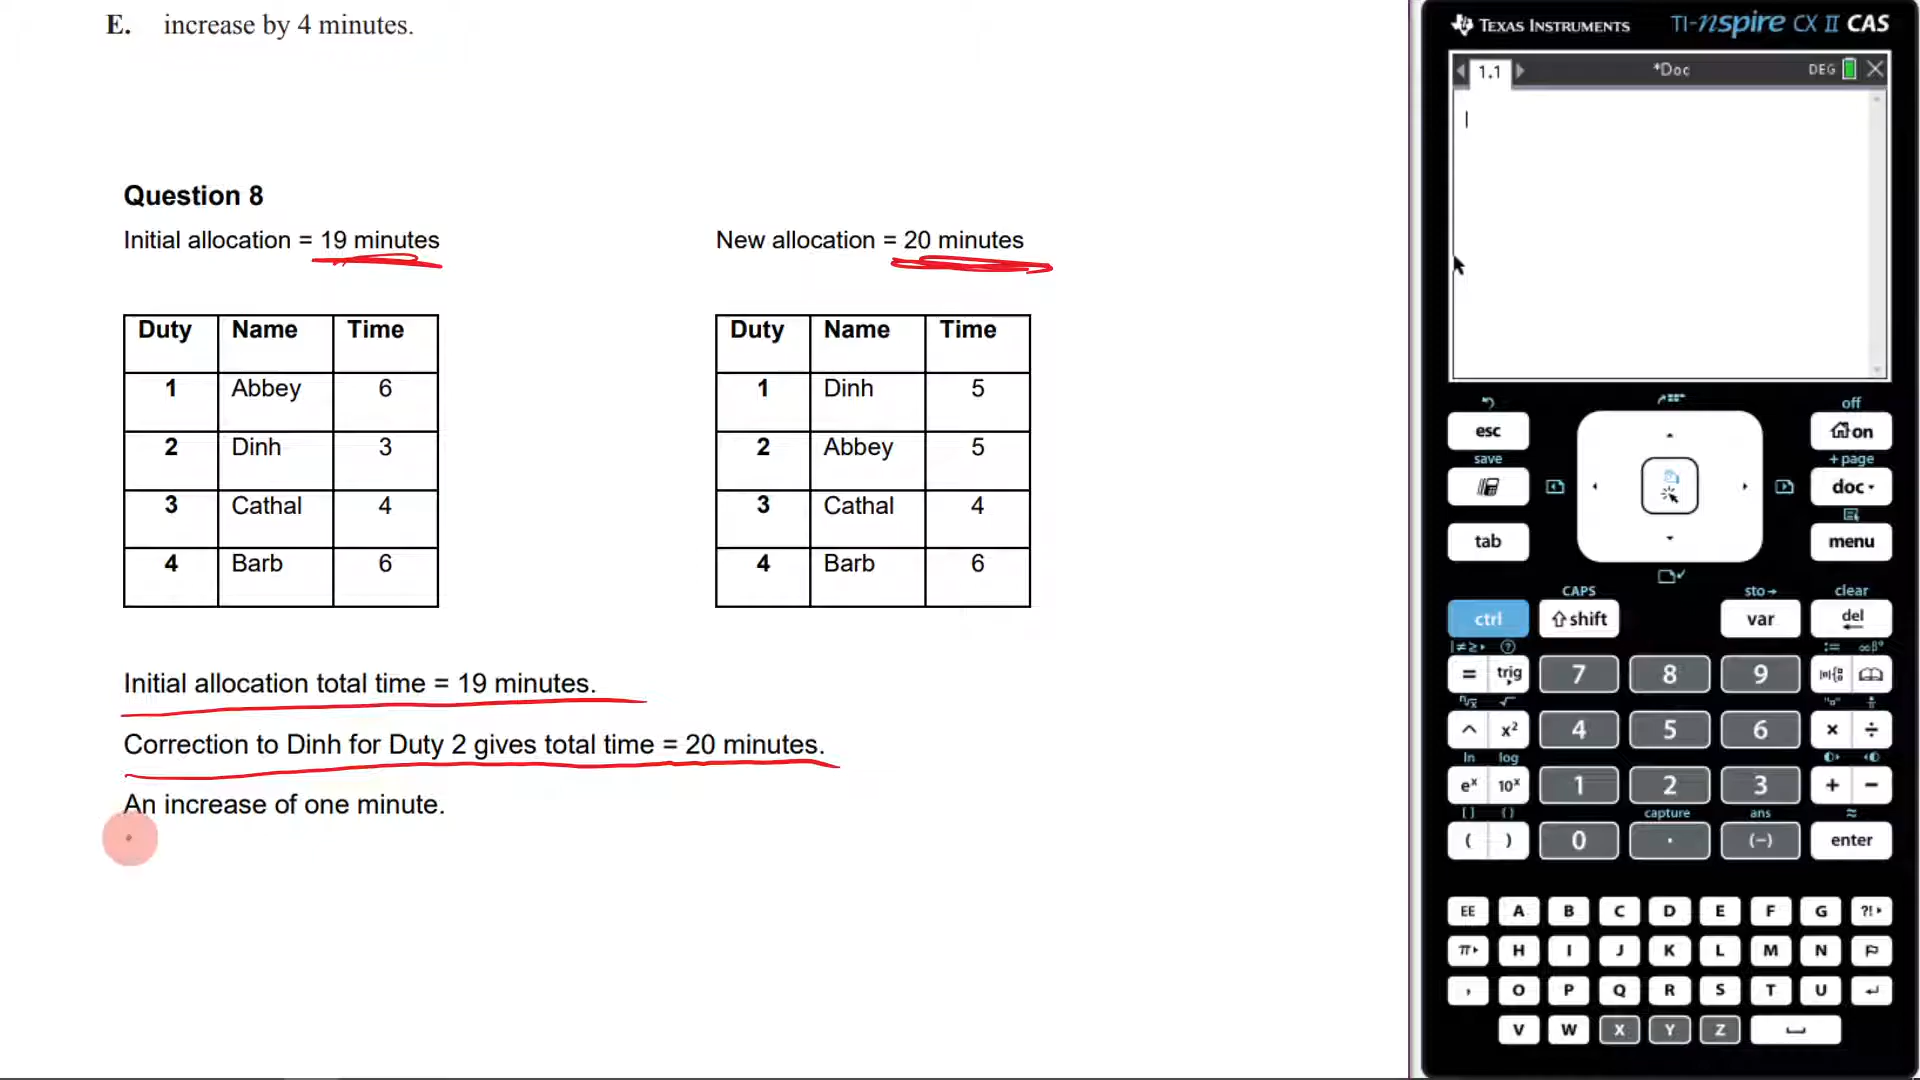 E. increase by 4 minutes.
Question 8
Initial allocation = 19 minutes
New allocation = 20 minutes
Duty Name Time
1 Abbey 6
2 Dinh 3
3 Cathal 4
4 Barb 6
Duty Name Time
1 Dinh 5
2 Abbey 5
3 Cathal 4
4 Barb 6
Initial allocation total time = 19 minutes.
Correction to Dinh for Duty 2 gives total time = 20 minutes.
An increase of one minute.
TEXAS INSTRUMENTS TI-nspire CX II CAS
1.1 *Doc DEG
off
esc on
save + page
doc
tab menu
CAPS sto→ clear
ctrl shift var del
|≠≥▸ ? := ∞β°
= trig 7 8 9
ⁿ√x √ "□" 
^ x² 4 5 6 × ÷
ln log
eˣ 10ˣ 1 2 3 + −
[ ] { } capture ans ≈
( ) 0 . (−) enter
EE A B C D E F G ?!▸
π▸ H I J K L M N
, O P Q R S T U ↵
V W X Y Z